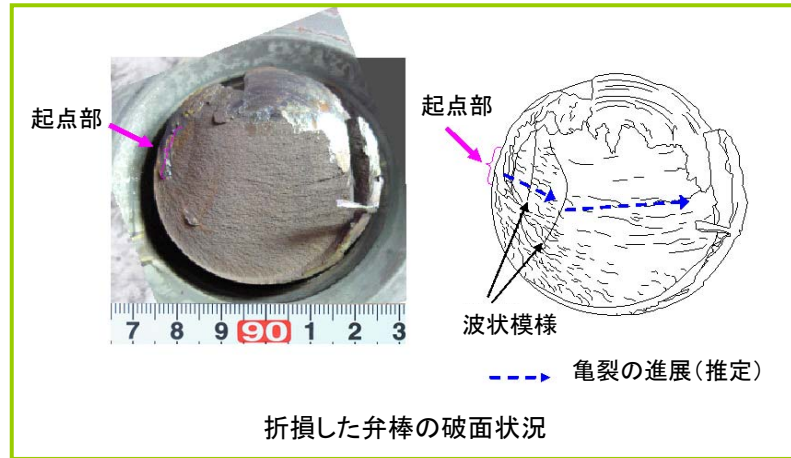 起点部
起点部
波状模様
7 8 9 90 1 2 3
亀裂の進展(推定)
折損した弁棒の破面状況